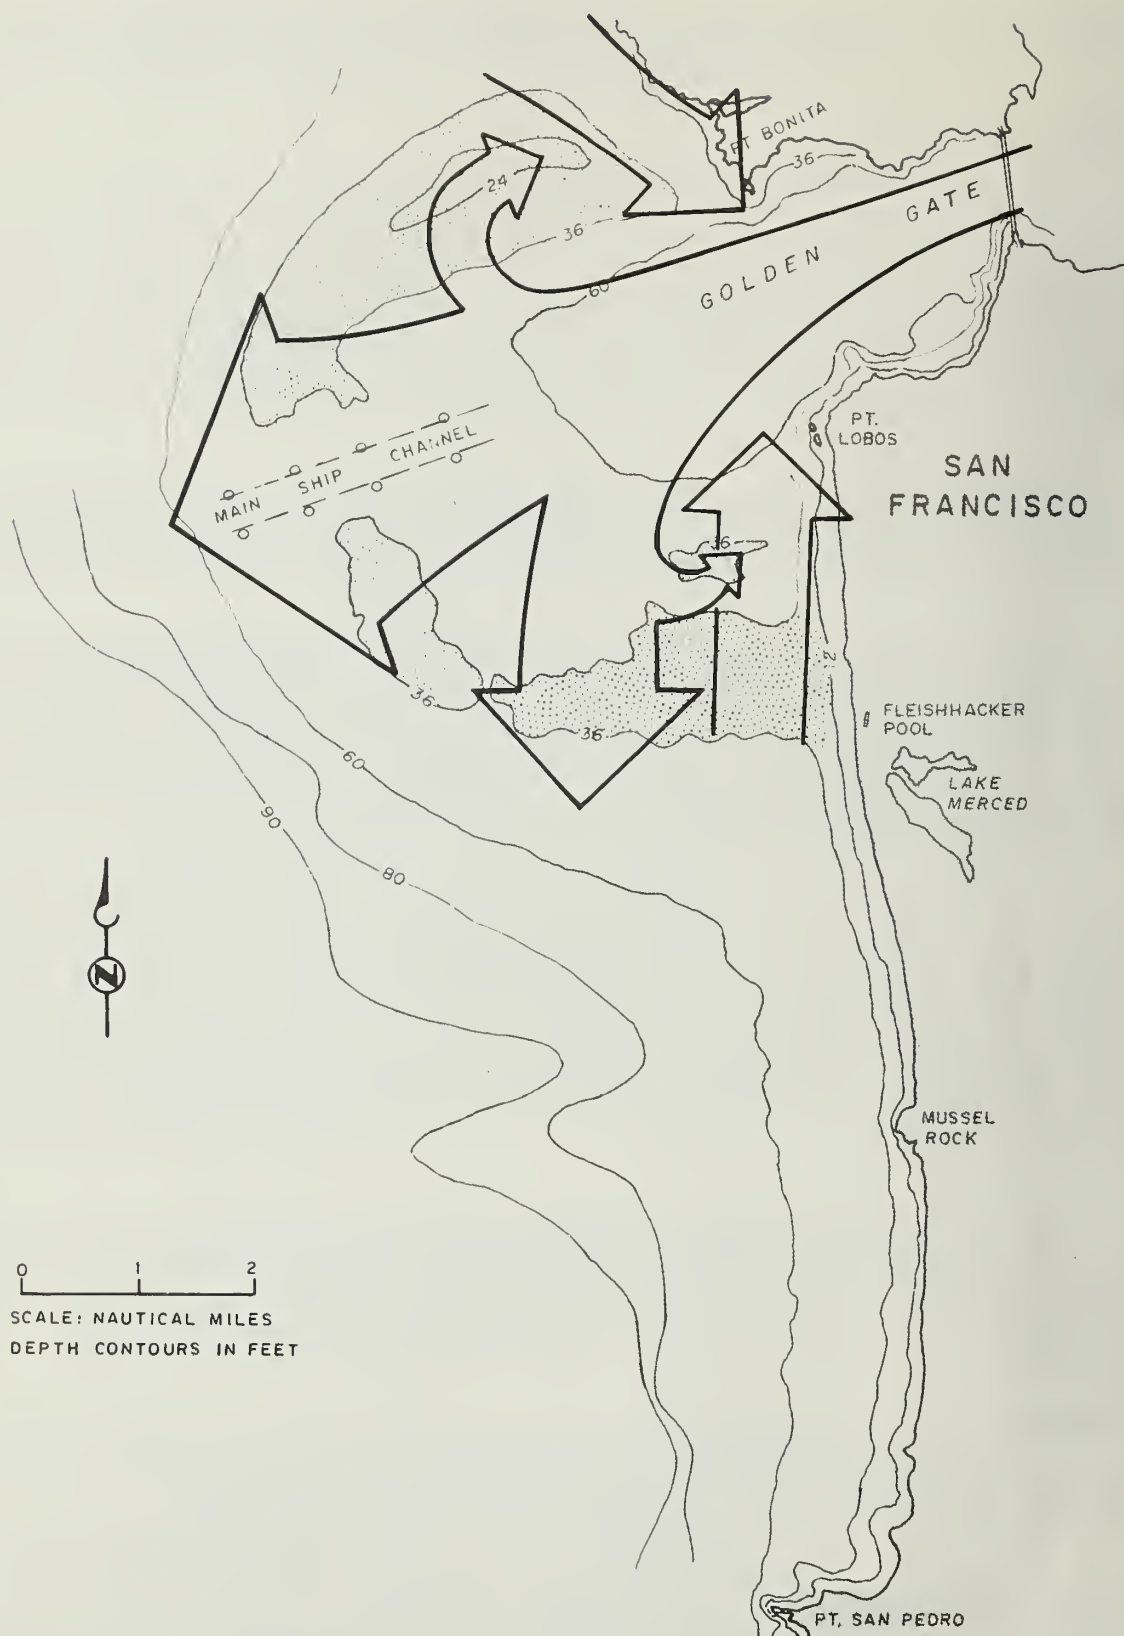 PT BONITA
36
24
GATE
36
GOLDEN
60
PT.
LOBOS
MAIN SHIP CHANNEL
SAN
FRANCISCO
36
36
36
FLEISHHACKER
POOL
60
LAKE
MERCED
90
80
N
MUSSEL
ROCK
0 1 2
SCALE: NAUTICAL MILES
DEPTH CONTOURS IN FEET
PT. SAN PEDRO